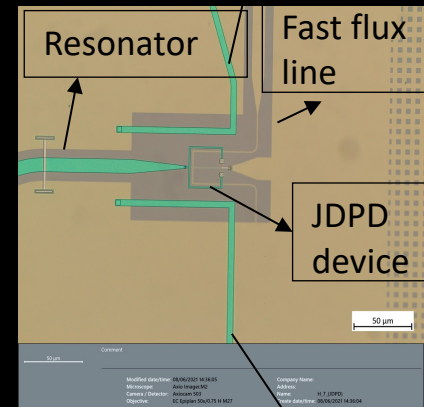 Resonator
Fast flux
line
JDPD
device
50 µm
50 µm
Comment
Modified date/time: 08/06/2021 14:36:05
Microscope: Axio Imager.M2
Camera / Detector: Axiocam 503
Objective: EC Epiplan 50x/0.75 H M27
Company Name:
Address:
Name: H_7_(JDPD)
Create date/time: 08/06/2021 14:36:04